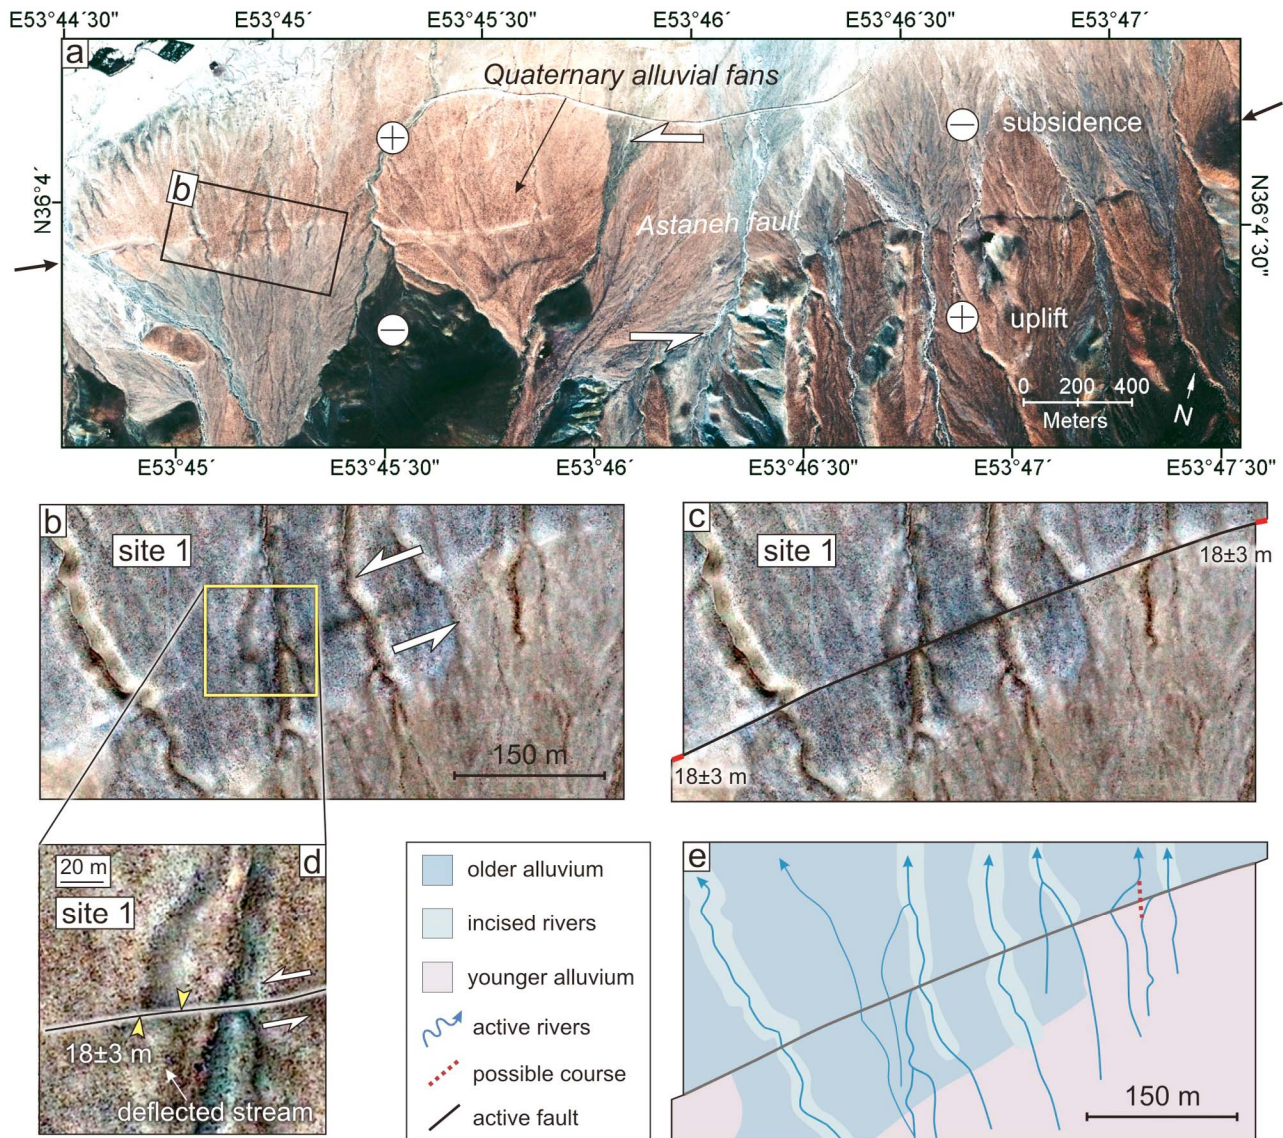 E53°44´30" E53°45´ E53°45´30" E53°46´ E53°46´30" E53°47´
a
Quaternary alluvial fans
+
−
subsidence
b
N36°4´
Astaneh fault
N36°4´30"
−
+
uplift
0 200 400
Meters
N
E53°45´ E53°45´30" E53°46´ E53°46´30" E53°47´ E53°47´30"
b
site 1
150 m
c
site 1
18±3 m
18±3 m
d
20 m
site 1
18±3 m
deflected stream
older alluvium
incised rivers
younger alluvium
active rivers
possible course
active fault
e
150 m